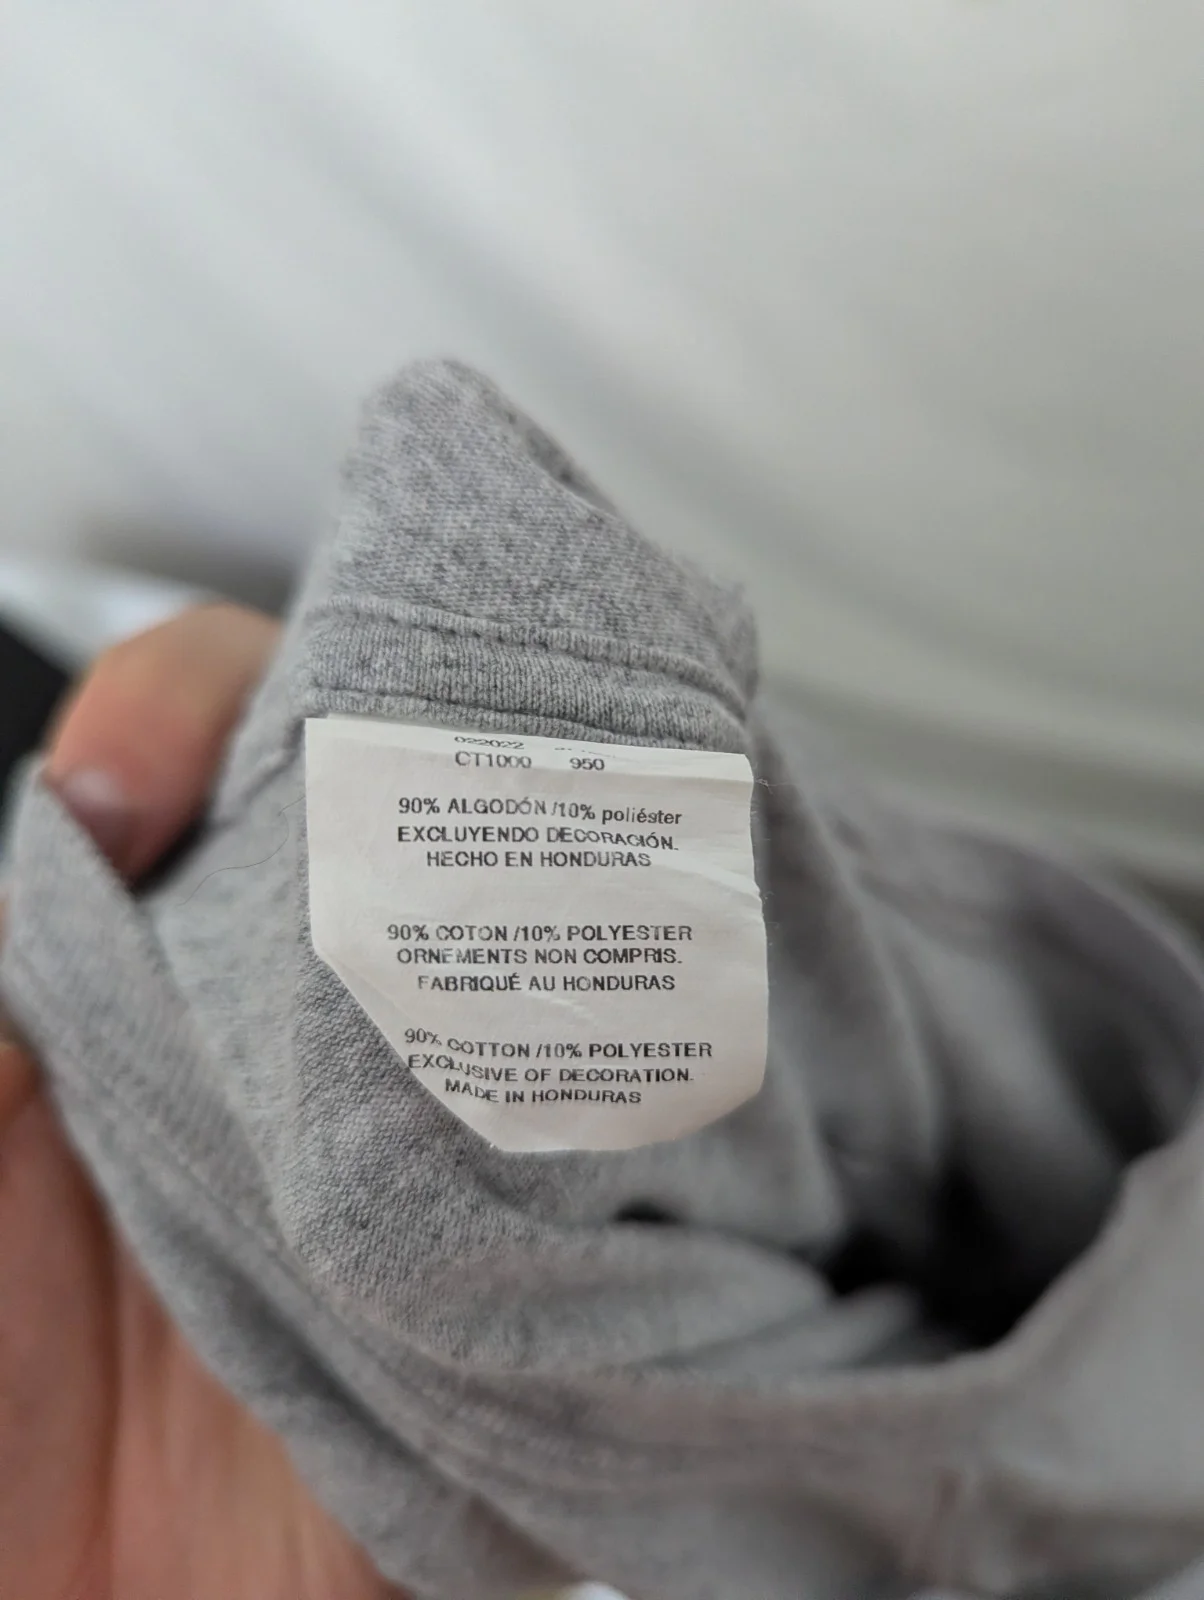 022022
CT1000 950
90% ALGODÓN /10% poliéster
EXCLUYENDO DECORACIÓN.
HECHO EN HONDURAS
90% COTON /10% POLYESTER
ORNEMENTS NON COMPRIS.
FABRIQUÉ AU HONDURAS
90% COTTON /10% POLYESTER
EXCLUSIVE OF DECORATION.
MADE IN HONDURAS